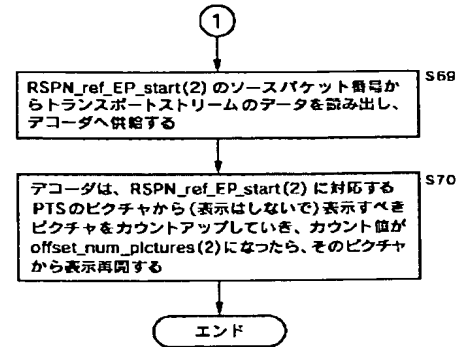 1
RSPN_ref_EP_start(2) のソースパケット番号か
らトランスポートストリームのデータを読み出し、
デコーダへ供給する
S69
デコーダは、RSPN_ref_EP_start(2) に対応する
PTSのピクチャから(表示はしないで)表示すべき
ピクチャをカウントアップしていき、カウント値が
offset_num_pictures(2)になったら、そのピクチャ
から表示再開する
S70
エンド